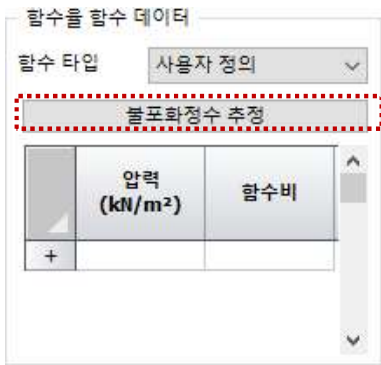 함수율 함수 데이터
함수 타입 사용자 정의
불포화정수 추정
압력 함수비
(kN/m²)
+